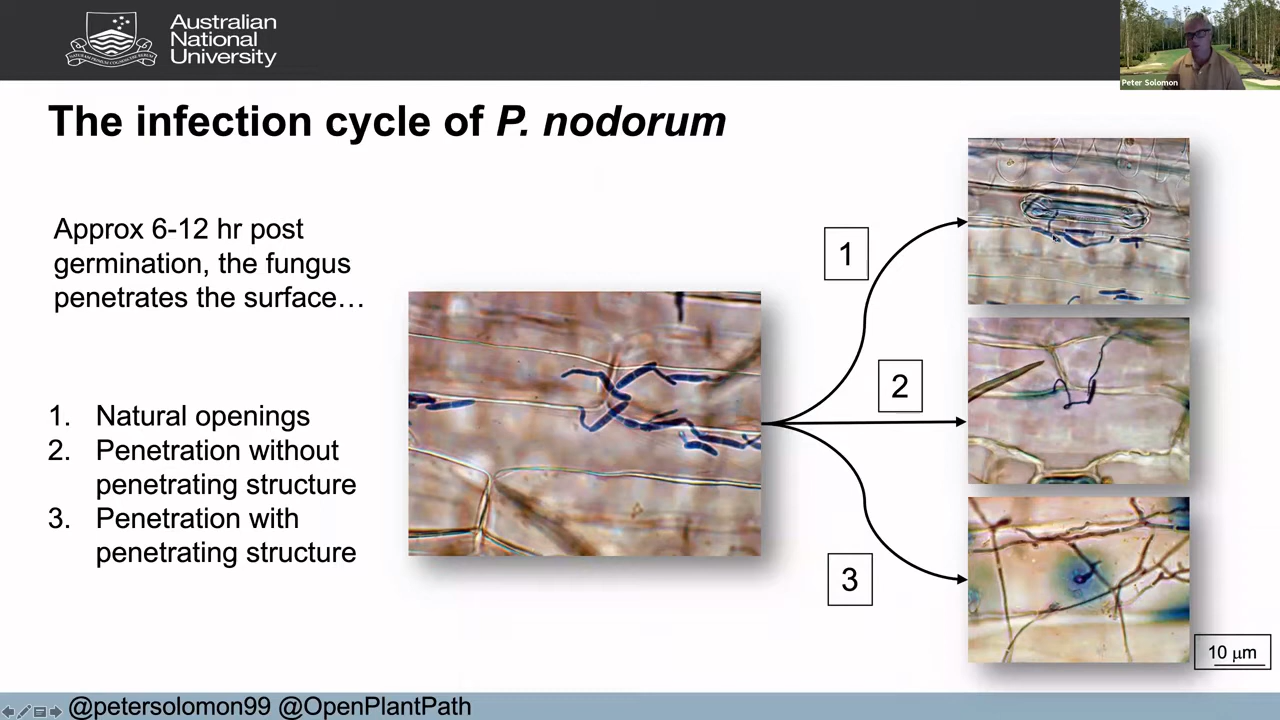 Australian
National
University
Peter Solomon
The infection cycle of P. nodorum
Approx 6-12 hr post
germination, the fungus
penetrates the surface…
1. Natural openings
2. Penetration without
penetrating structure
3. Penetration with
penetrating structure
1
2
3
10 μm
@petersolomon99 @OpenPlantPath